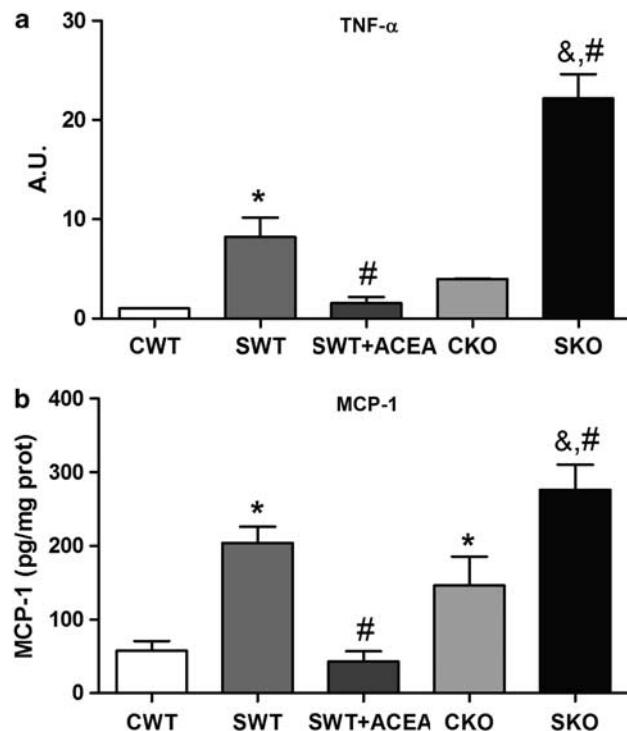 a
TNF-α
A.U.
30
20
10
0
*
#
&,#
CWT SWT SWT+ACEA CKO SKO
b
MCP-1
MCP-1 (pg/mg prot)
400
300
200
100
0
*
#
*
&,#
CWT SWT SWT+ACEA CKO SKO